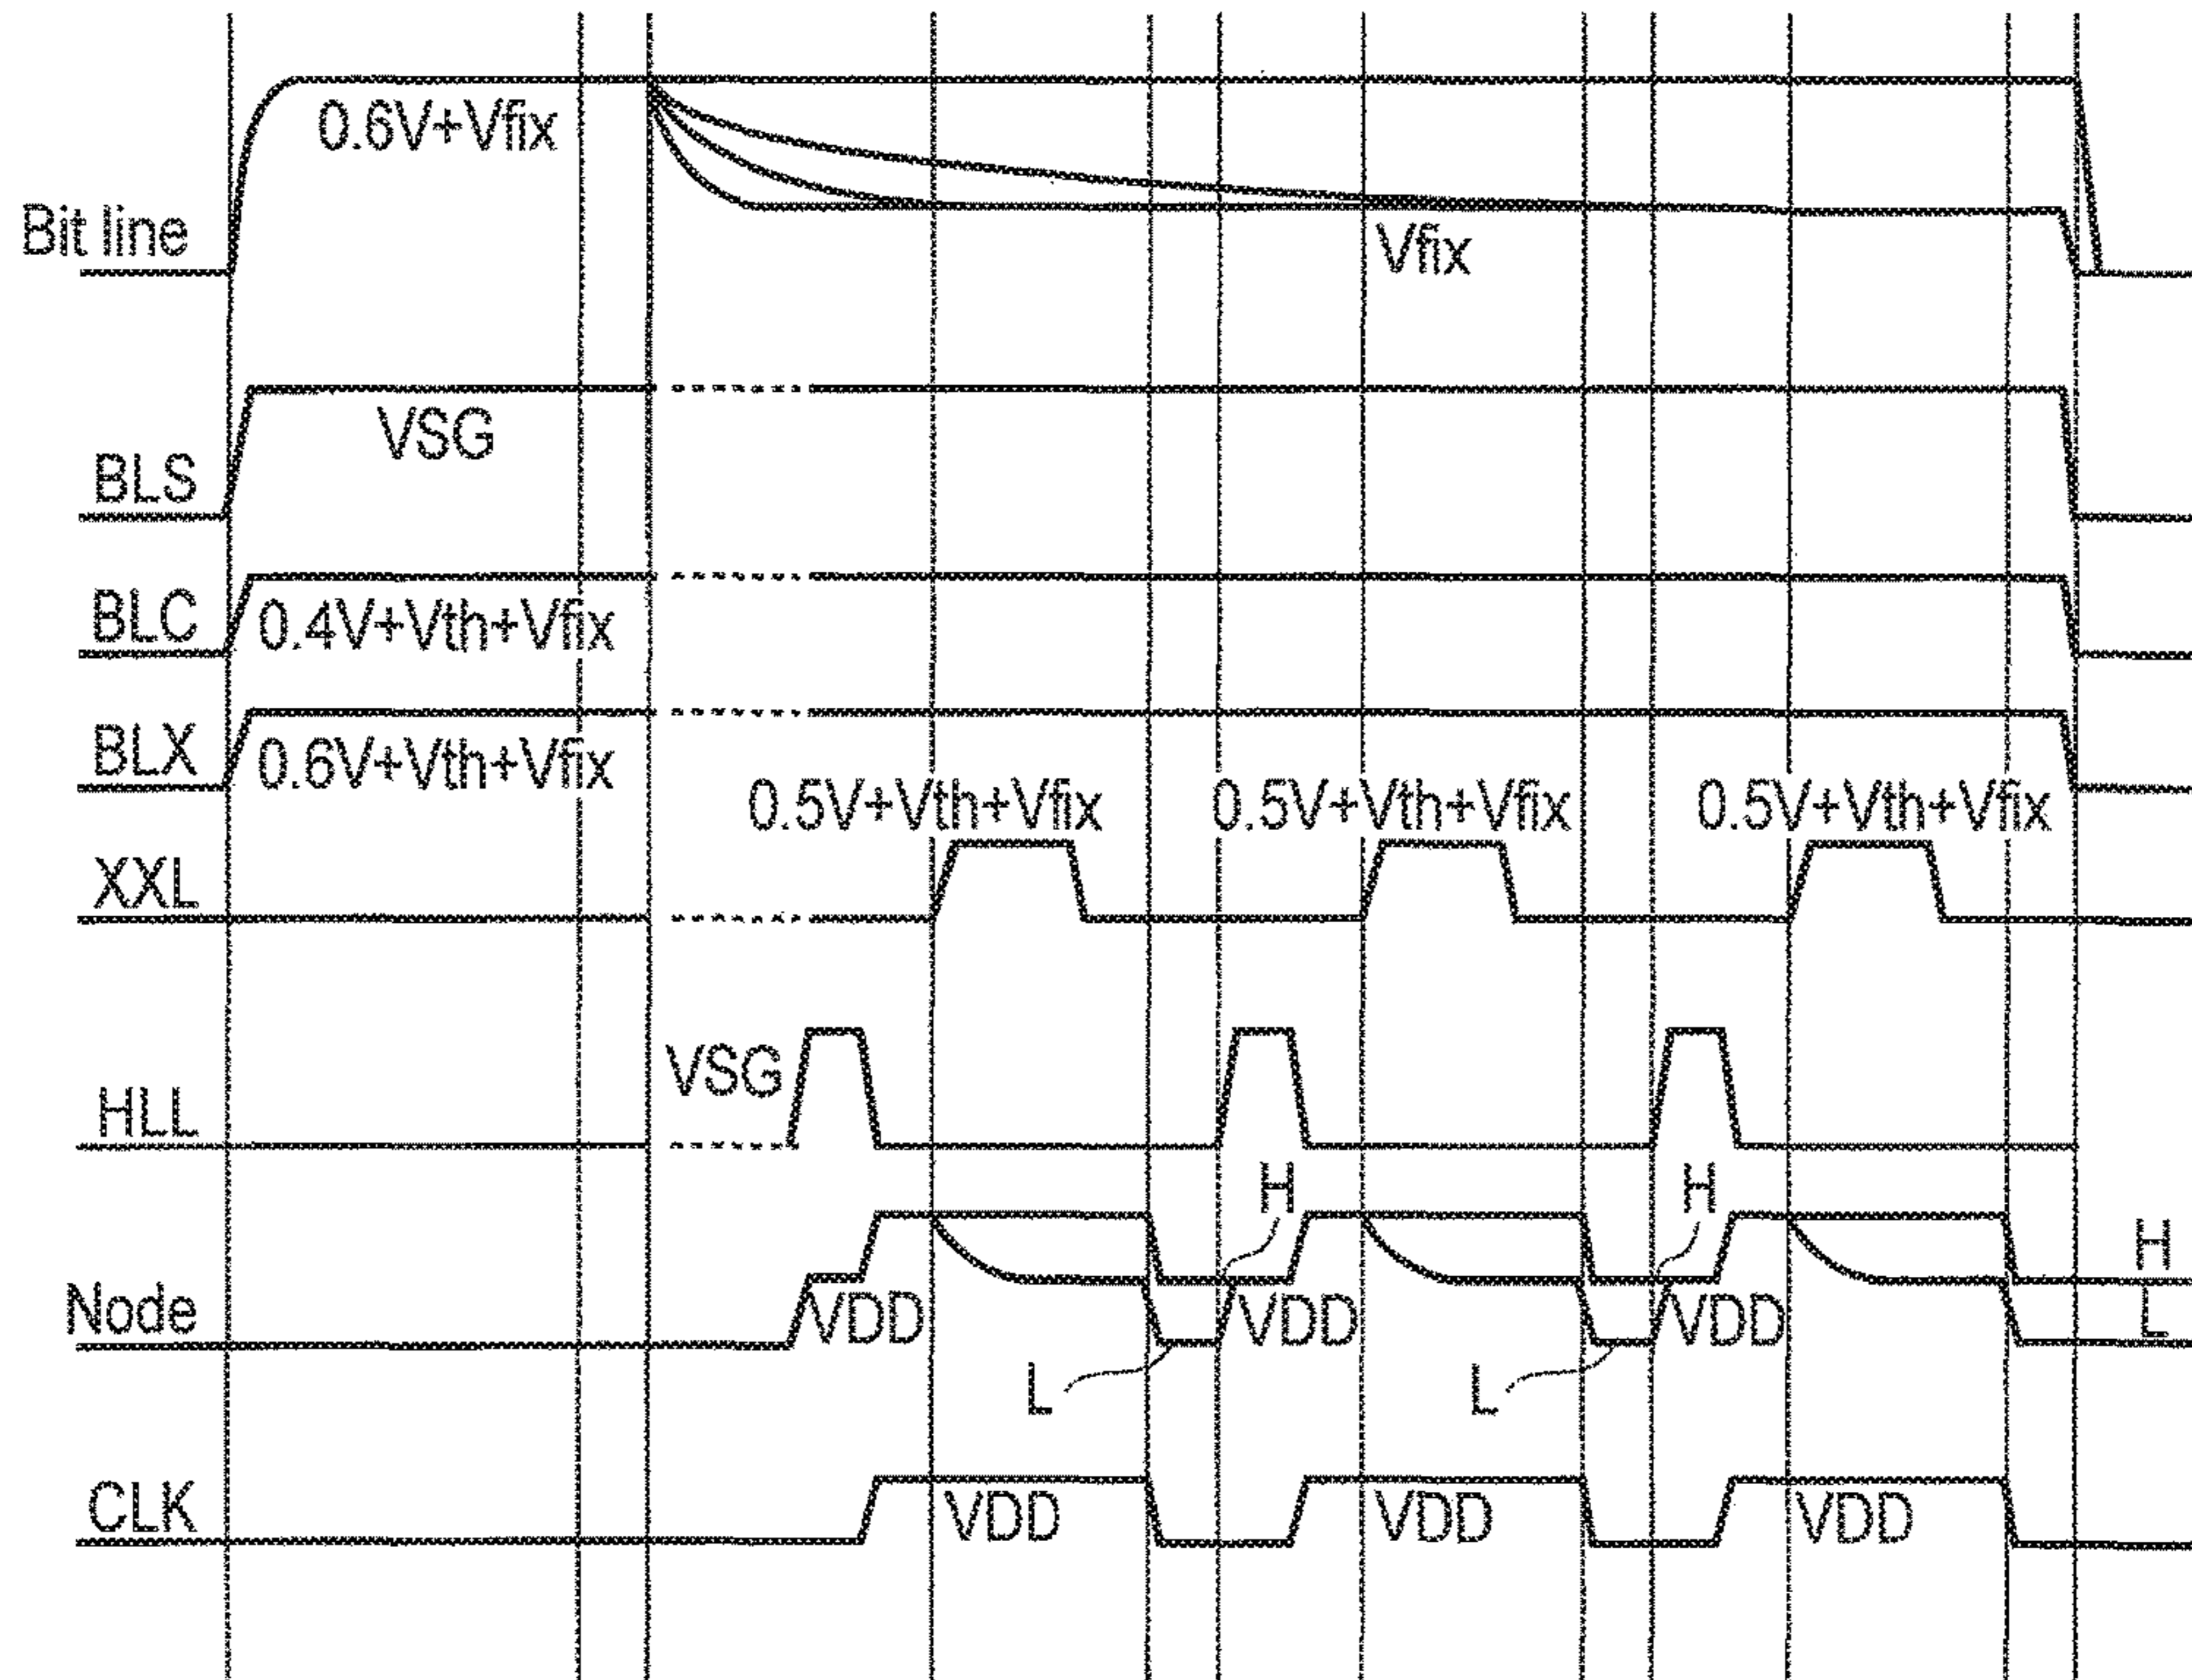 0.6V+Vfix
Bit line
Vfix
VSG
BLS
BLC
0.4V+Vth+Vfix
BLX
0.6V+Vth+Vfix
0.5V+Vth+Vfix 0.5V+Vth+Vfix 0.5V+Vth+Vfix
XXL
VSG
HLL
H H
H
Node VDD VDD VDD L
L L
CLK VDD VDD VDD